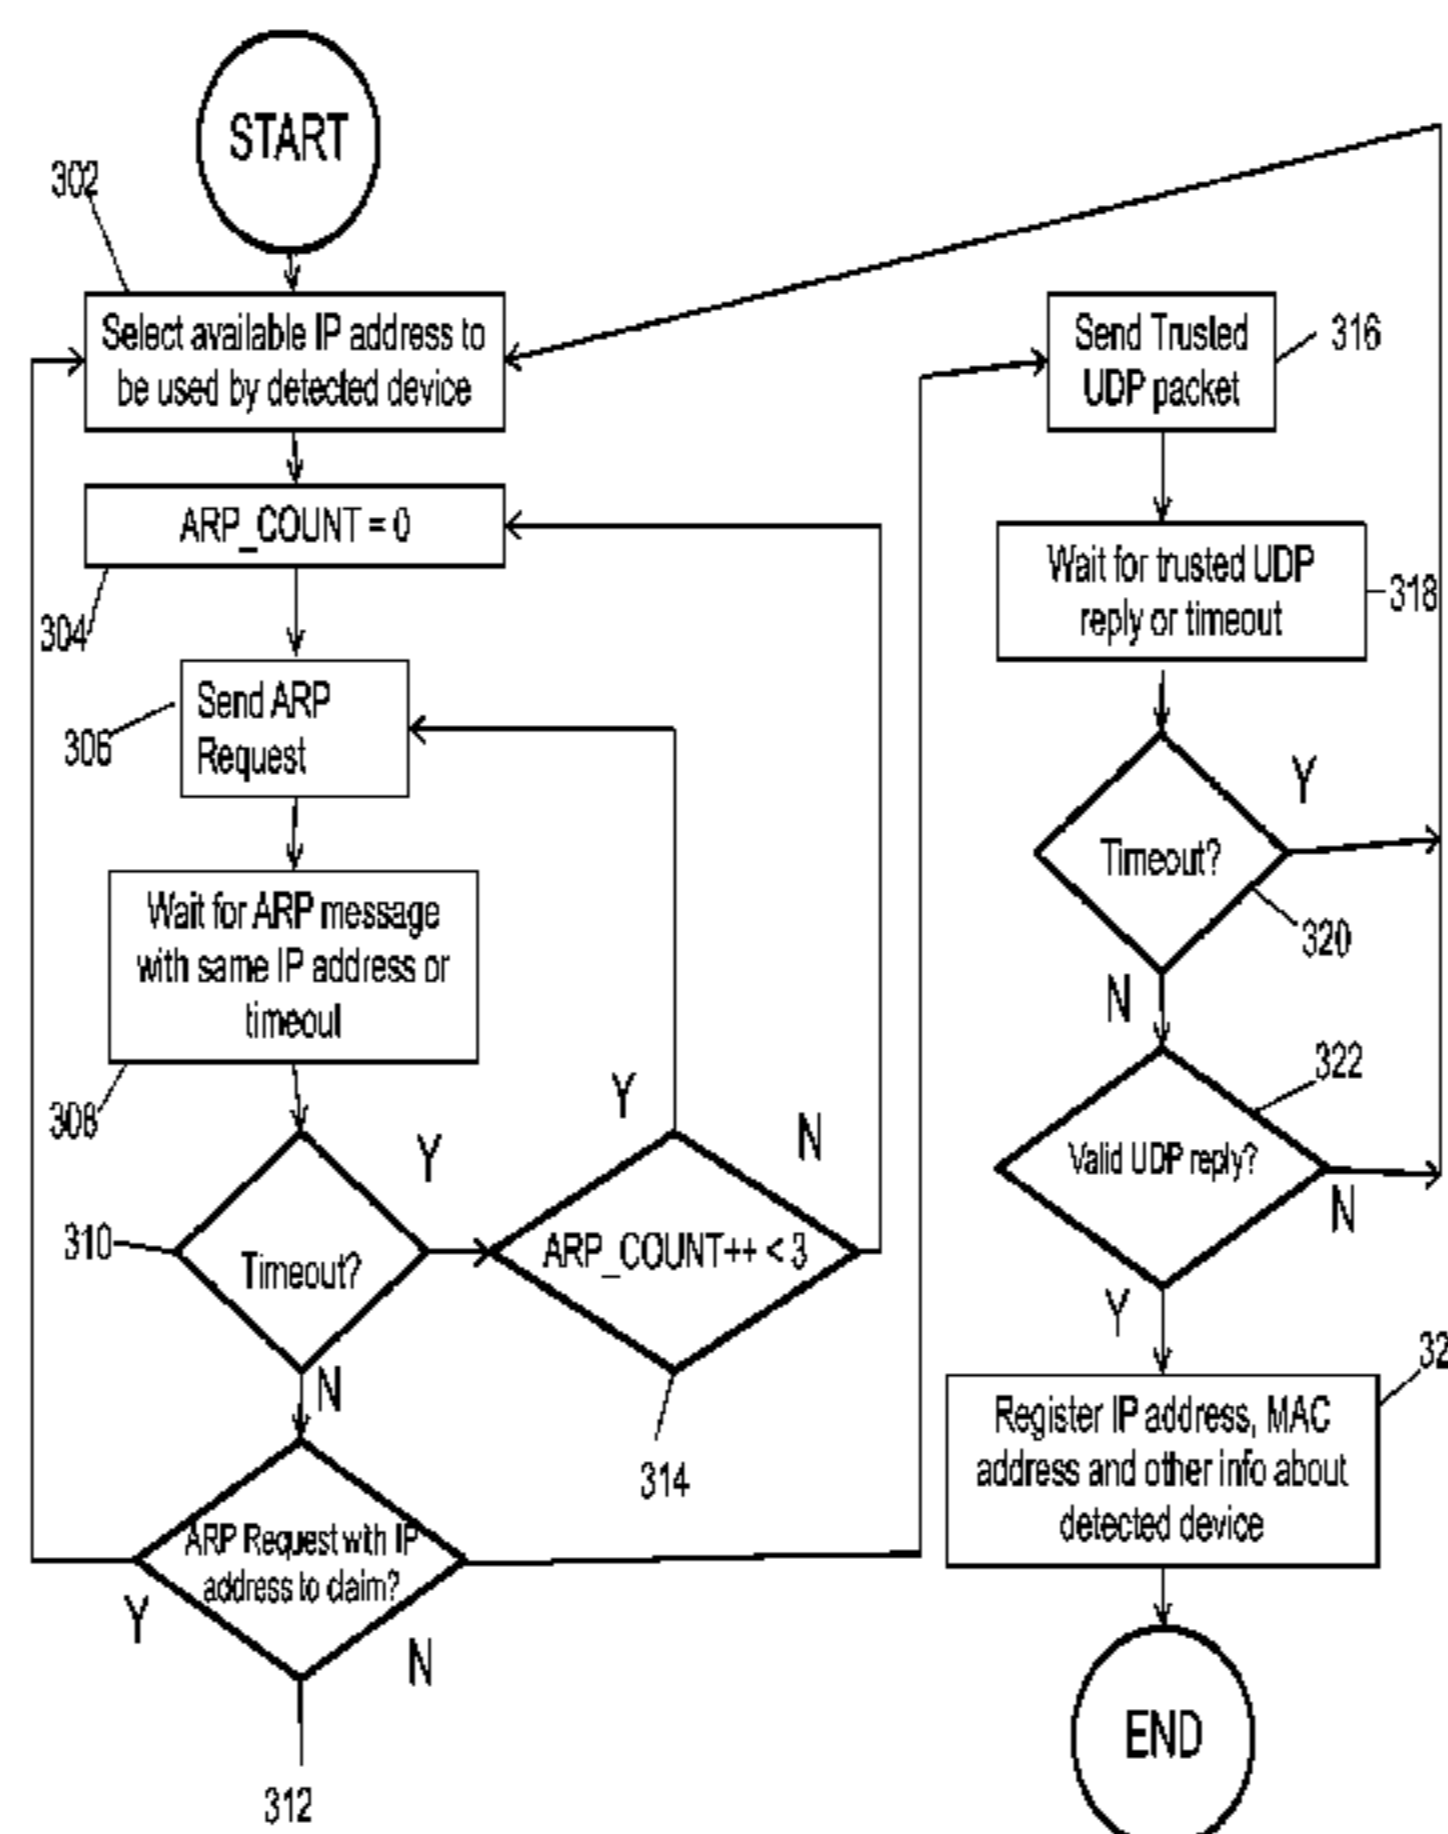 START
302
Select available IP address to
be used by detected device
ARP_COUNT = 0
304
Send ARP
Request
306
Wait for ARP message
with same IP address or
timeout
308
Y
Y
N
310
Timeout?
ARP_COUNT++ < 3
N
314
ARP Request with IP
address to claim?
Y
N
312
Send Trusted
UDP packet
316
Wait for trusted UDP
reply or timeout
318
Y
Timeout?
320
N
322
Valid UDP reply?
N
Y
32
Register IP address, MAC
address and other info about
detected device
END